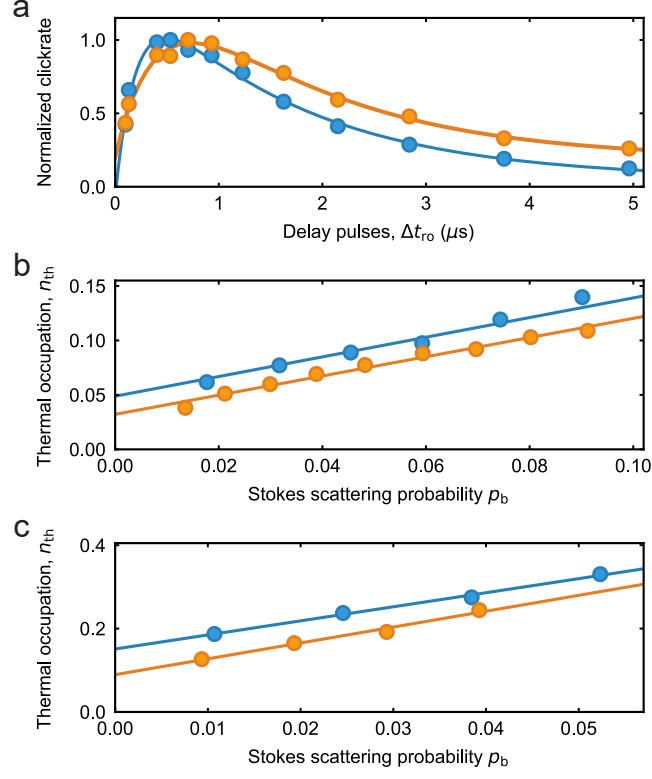 a
1.0
0.5
0.0
Normalized clickrate
0 1 2 3 4 5
Delay pulses, Δt_ro (μs)
b
0.15
0.10
0.05
0.00
Thermal occupation, n_th
0.00 0.02 0.04 0.06 0.08 0.10
Stokes scattering probability p_b
c
0.4
0.2
0.0
Thermal occupation, n_th
0.00 0.01 0.02 0.03 0.04 0.05
Stokes scattering probability p_b